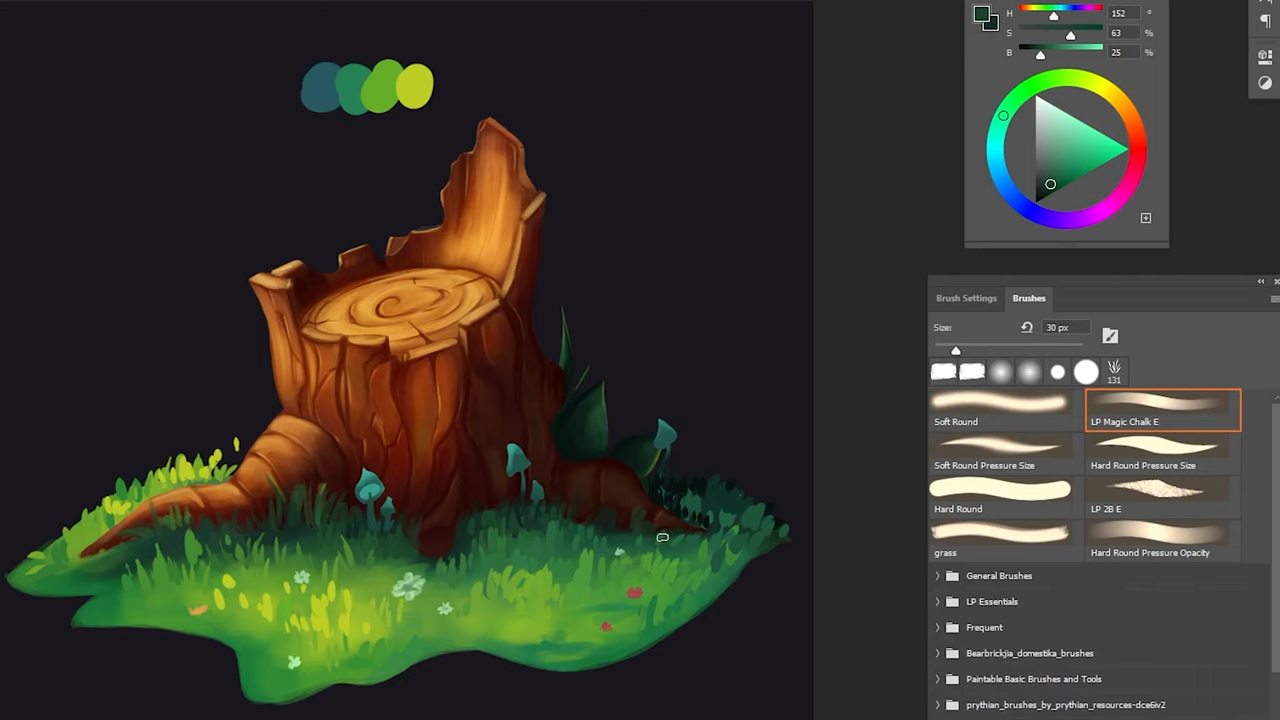 H 152 °
S 63 %
B 25 %
Brush Settings Brushes
Size: 30 px
131
Soft Round LP Magic Chalk E
Soft Round Pressure Size Hard Round Pressure Size
Hard Round LP 2B E
grass Hard Round Pressure Opacity
General Brushes
LP Essentials
Frequent
Bearbrickjia_domestika_brushes
Paintable Basic Brushes and Tools
prythian_brushes_by_prythian_resources-dce6iv2